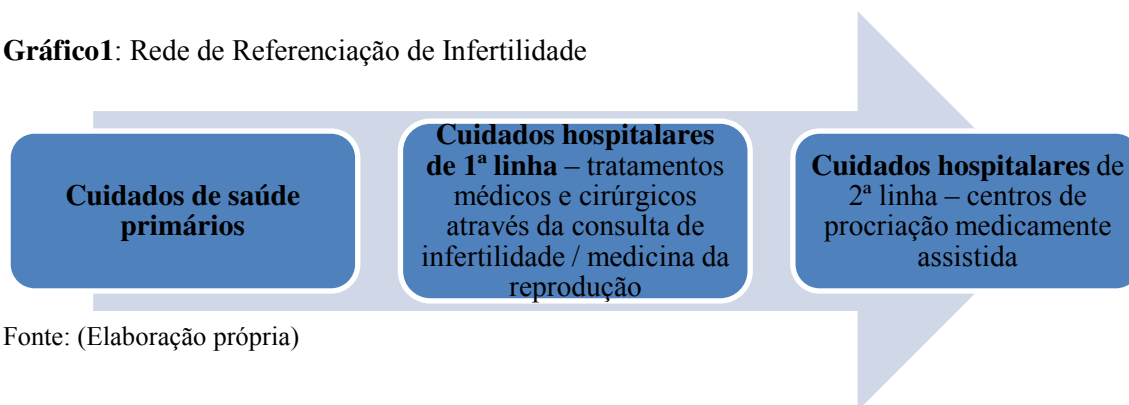 Gráfico1: Rede de Referenciação de Infertilidade
Cuidados de saúde
primários
Cuidados hospitalares
de 1ª linha – tratamentos
médicos e cirúrgicos
através da consulta de
infertilidade / medicina da
reprodução
Cuidados hospitalares de
2ª linha – centros de
procriação medicamente
assistida
Fonte: (Elaboração própria)